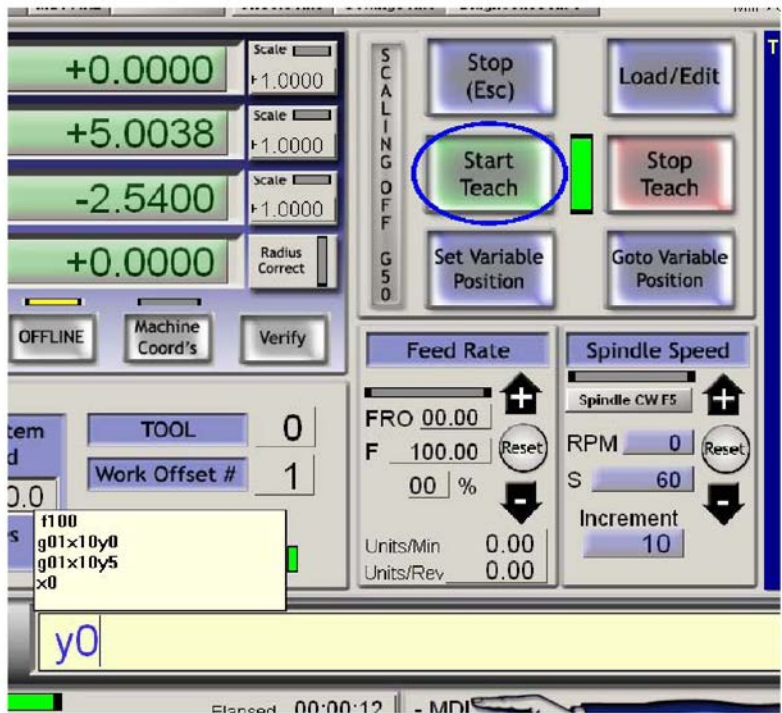 +0.0000
Scale
+1.0000
+5.0038
Scale
+1.0000
-2.5400
Scale
+1.0000
+0.0000
Radius
Correct
OFFLINE
Machine
Coord's
Verify
SCALING OFF G50
Stop
(Esc)
Load/Edit
Start
Teach
Stop
Teach
Set Variable
Position
Goto Variable
Position
T
TOOL
0
Work Offset #
1
0.0
f100
g01x10y0
g01x10y5
x0
y0
Feed Rate
FRO 00.00
F 100.00
Reset
00 %
Units/Min 0.00
Units/Rev 0.00
Spindle Speed
Spindle CW F5
RPM 0
Reset
S 60
Increment
10
Elapsed 00:00:12
- MDI